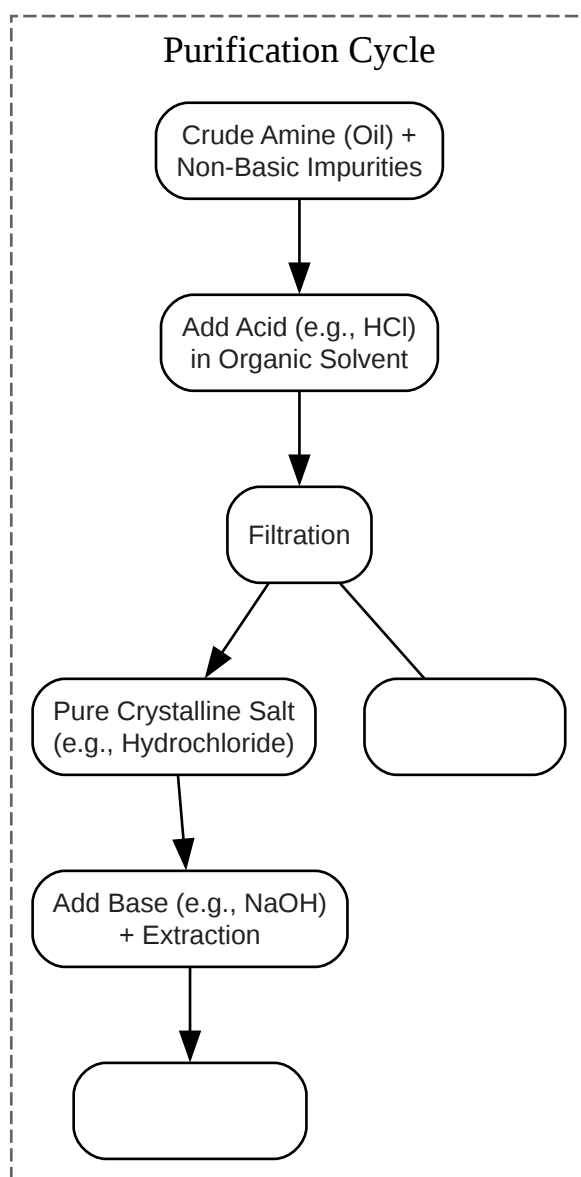 Purification Cycle
Crude Amine (Oil) +
Non-Basic Impurities
Add Acid (e.g., HCl)
in Organic Solvent
Filtration
Pure Crystalline Salt
(e.g., Hydrochloride)
Add Base (e.g., NaOH)
+ Extraction